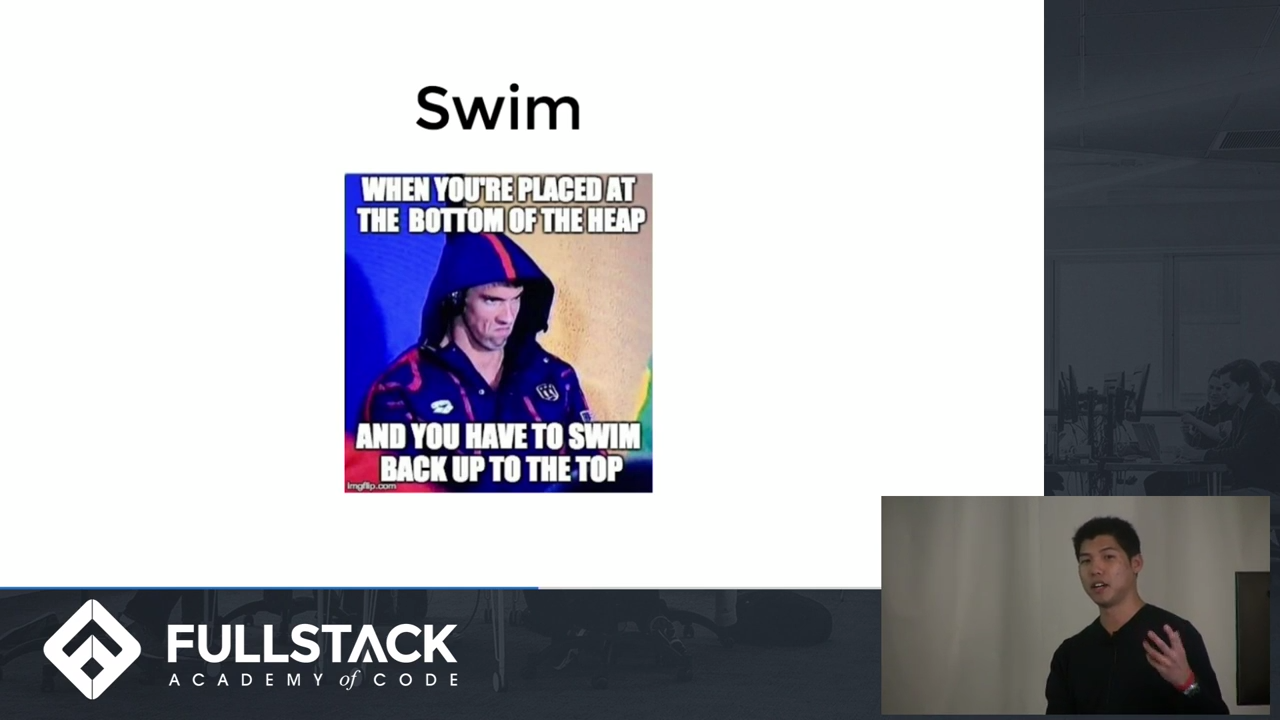 Swim
WHEN YOU'RE PLACED AT
THE BOTTOM OF THE HEAP
AND YOU HAVE TO SWIM
BACK UP TO THE TOP
imgflip.com
FULLSTACK
ACADEMY of CODE